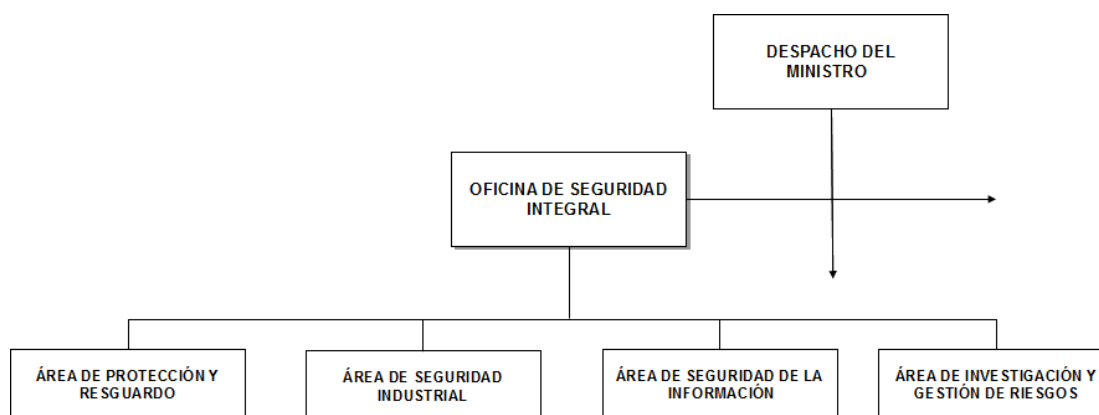 DESPACHO DEL
MINISTRO
OFICINA DE SEGURIDAD
INTEGRAL
ÁREA DE PROTECCIÓN Y
RESGUARDO
ÁREA DE SEGURIDAD
INDUSTRIAL
ÁREA DE SEGURIDAD DE LA
INFORMACIÓN
ÁREA DE INVESTIGACIÓN Y
GESTIÓN DE RIESGOS